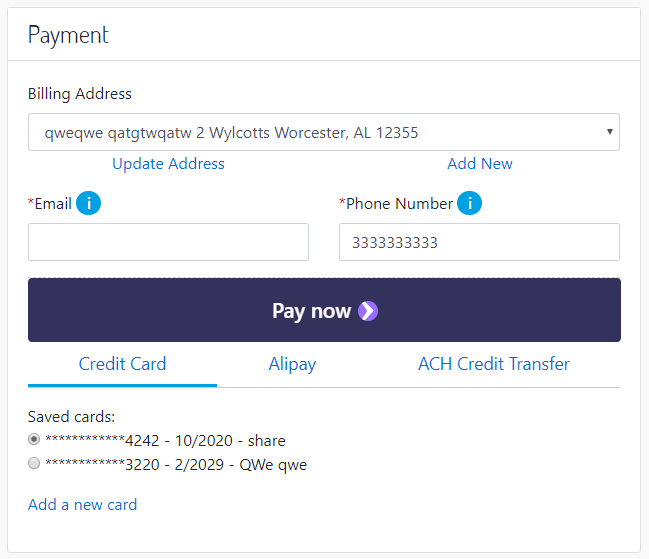 Payment
Billing Address
qweqwe qatgtwqatw 2 Wylcotts Worcester, AL 12355
Update Address Add New
*Email i *Phone Number i
3333333333
Pay now
Credit Card Alipay ACH Credit Transfer
Saved cards:
************4242 - 10/2020 - share
************3220 - 2/2029 - QWe qwe
Add a new card